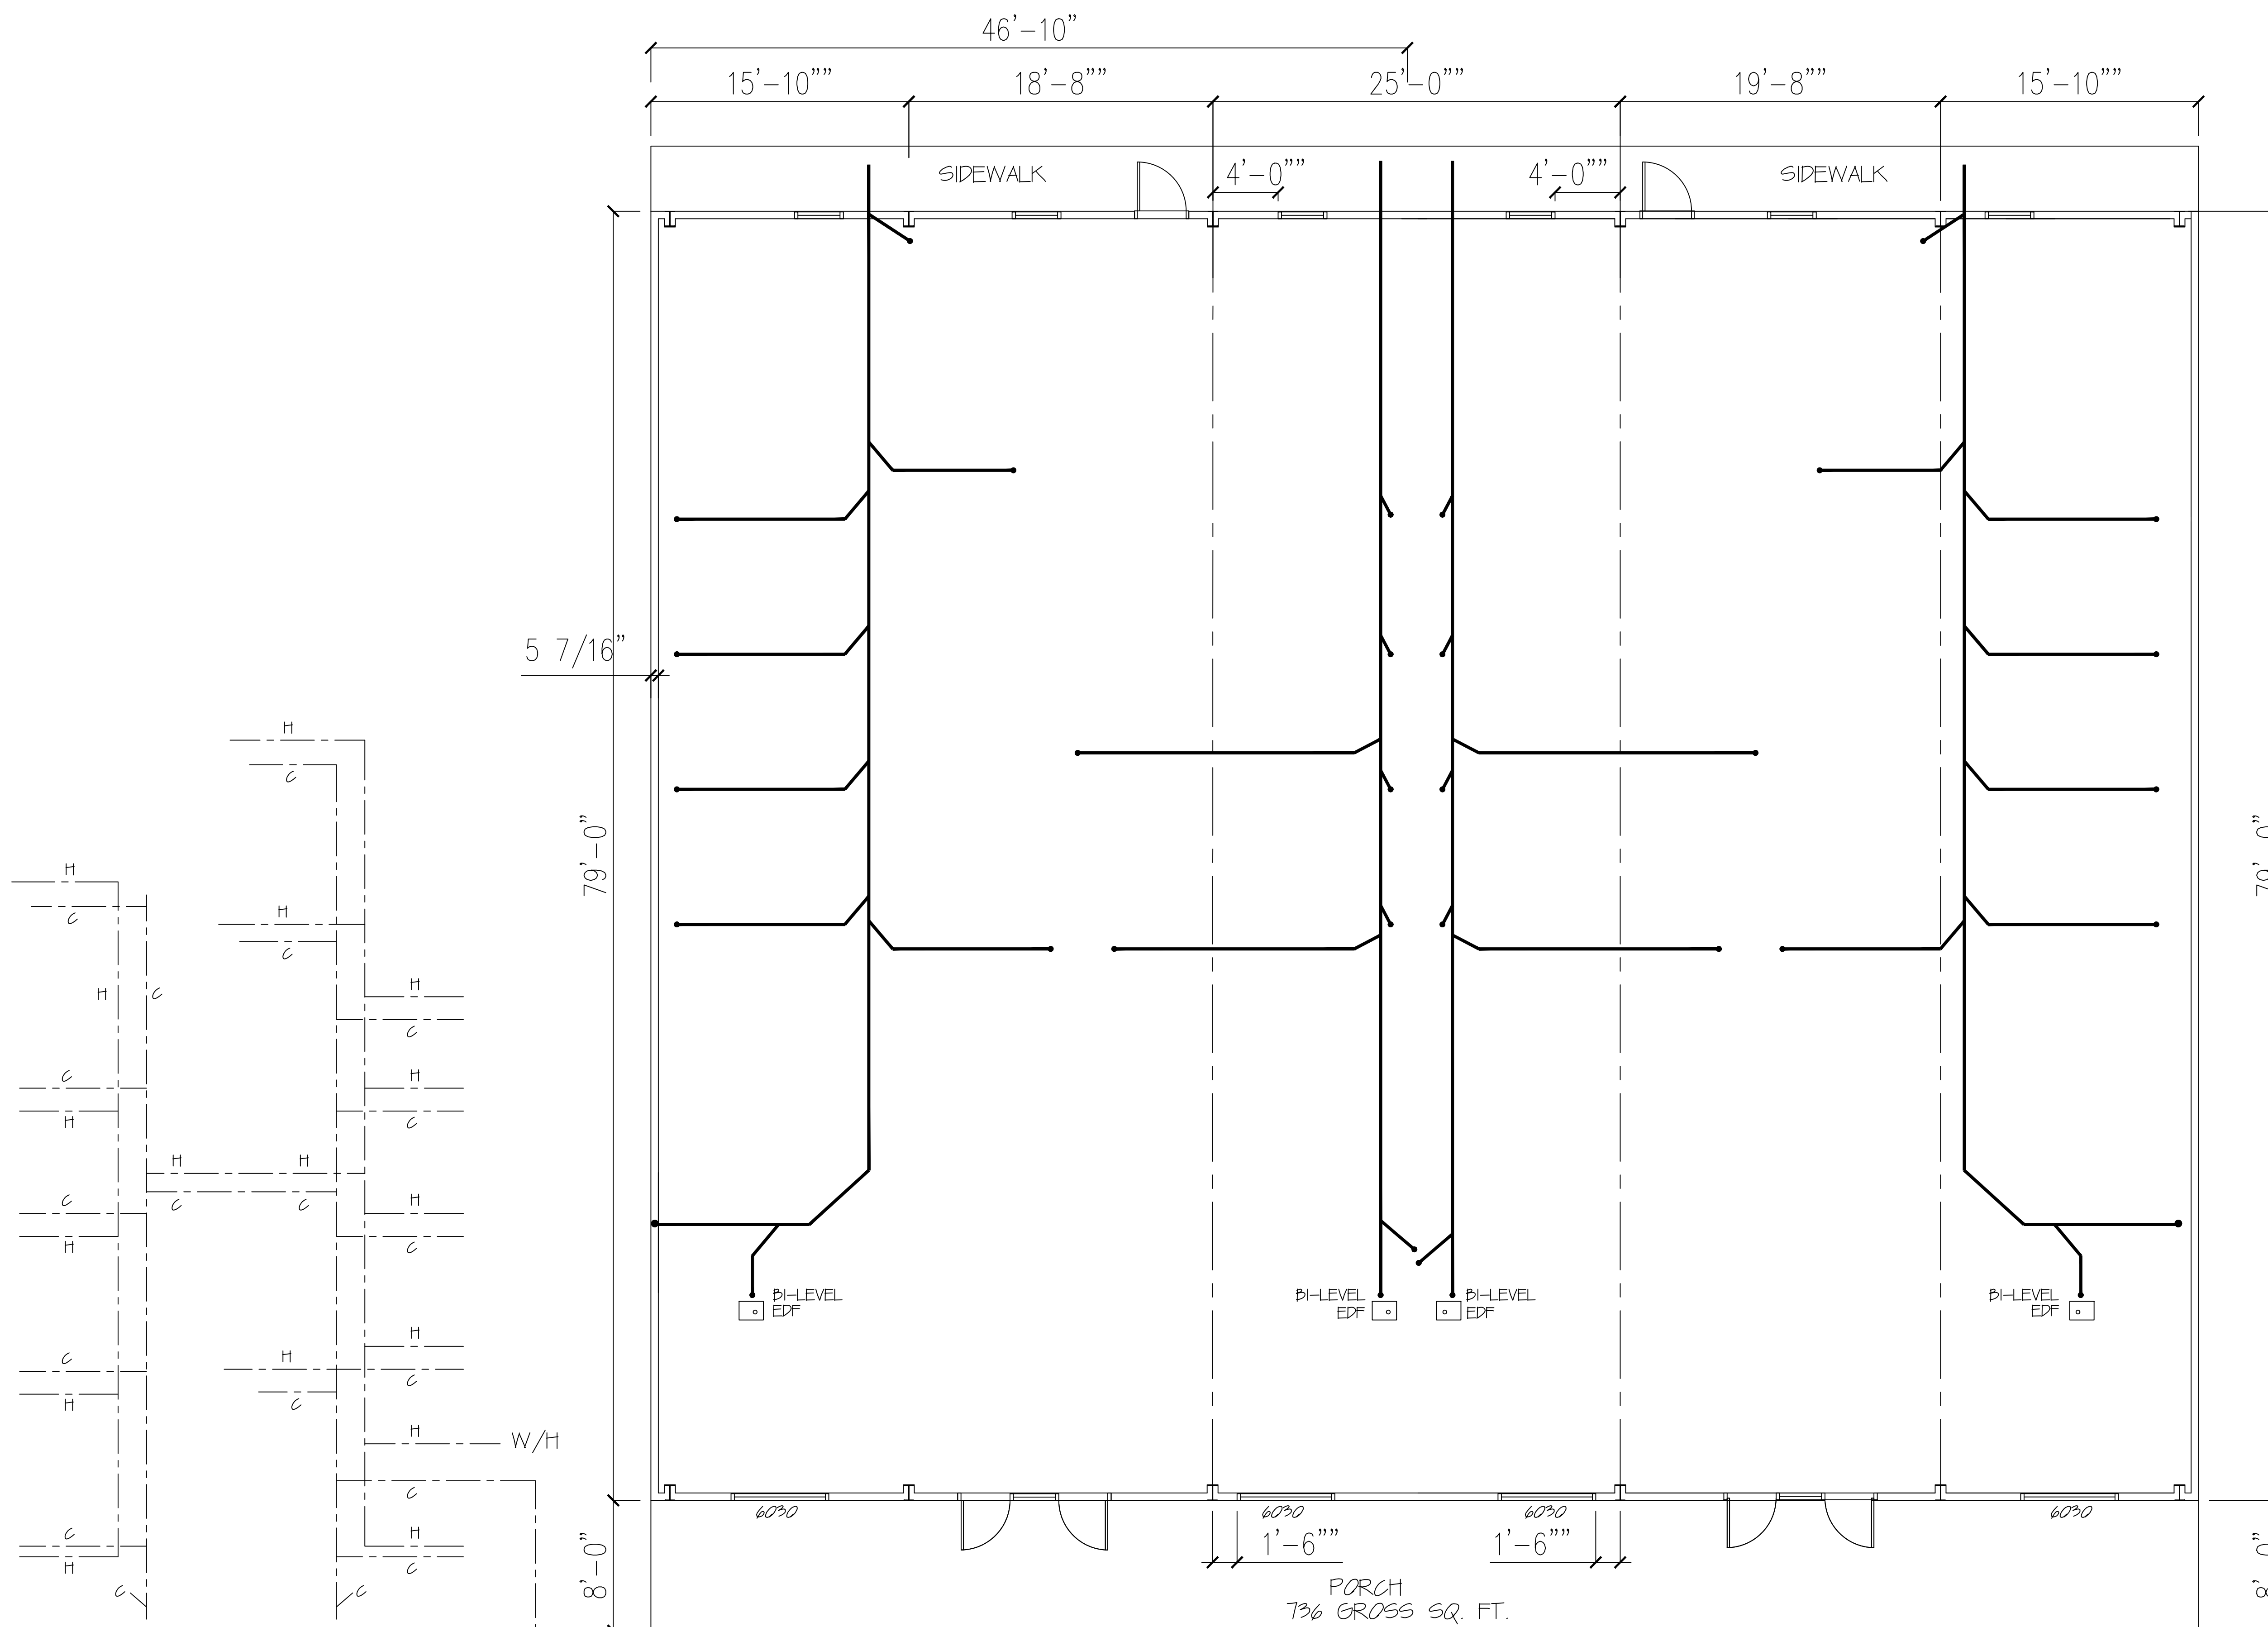 46'-10"
15'-10""
18'-8""
25'-0""
19'-8""
15'-10""
SIDEWALK
4'-0""
4'-0""
SIDEWALK
5 7/16"
H
C
79'-0"
H
C
H
C
H
C
H
C
H
C
C
H
H
C
H
H
C
C
C
H
H
C
BI-LEVEL
EDF
BI-LEVEL
EDF
BI-LEVEL
EDF
BI-LEVEL
EDF
C
H
H
C
H
C
H
W/H
C
6030
6030
6030
6030
C
H
H
C
8'-0"
1'-6""
1'-6""
C
C
PORCH
736 GROSS SQ. FT.